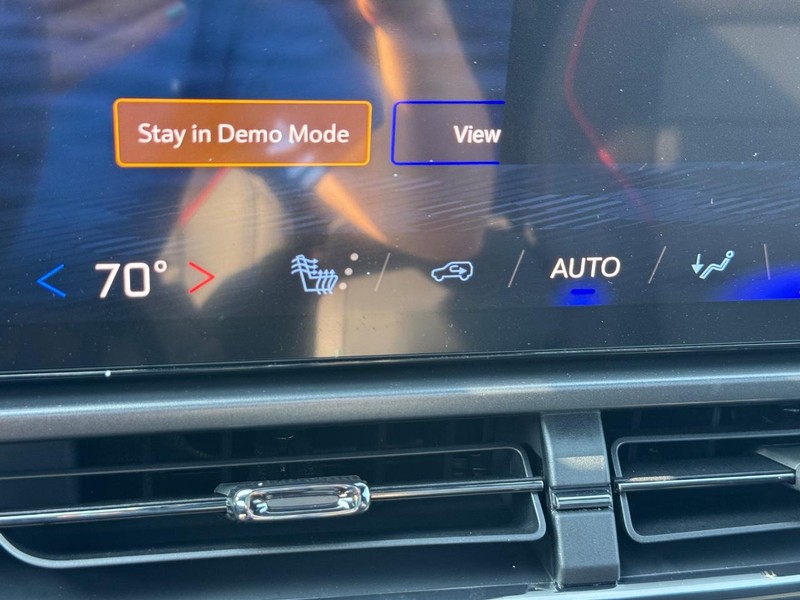 Stay in Demo Mode
View
< 70° >
AUTO